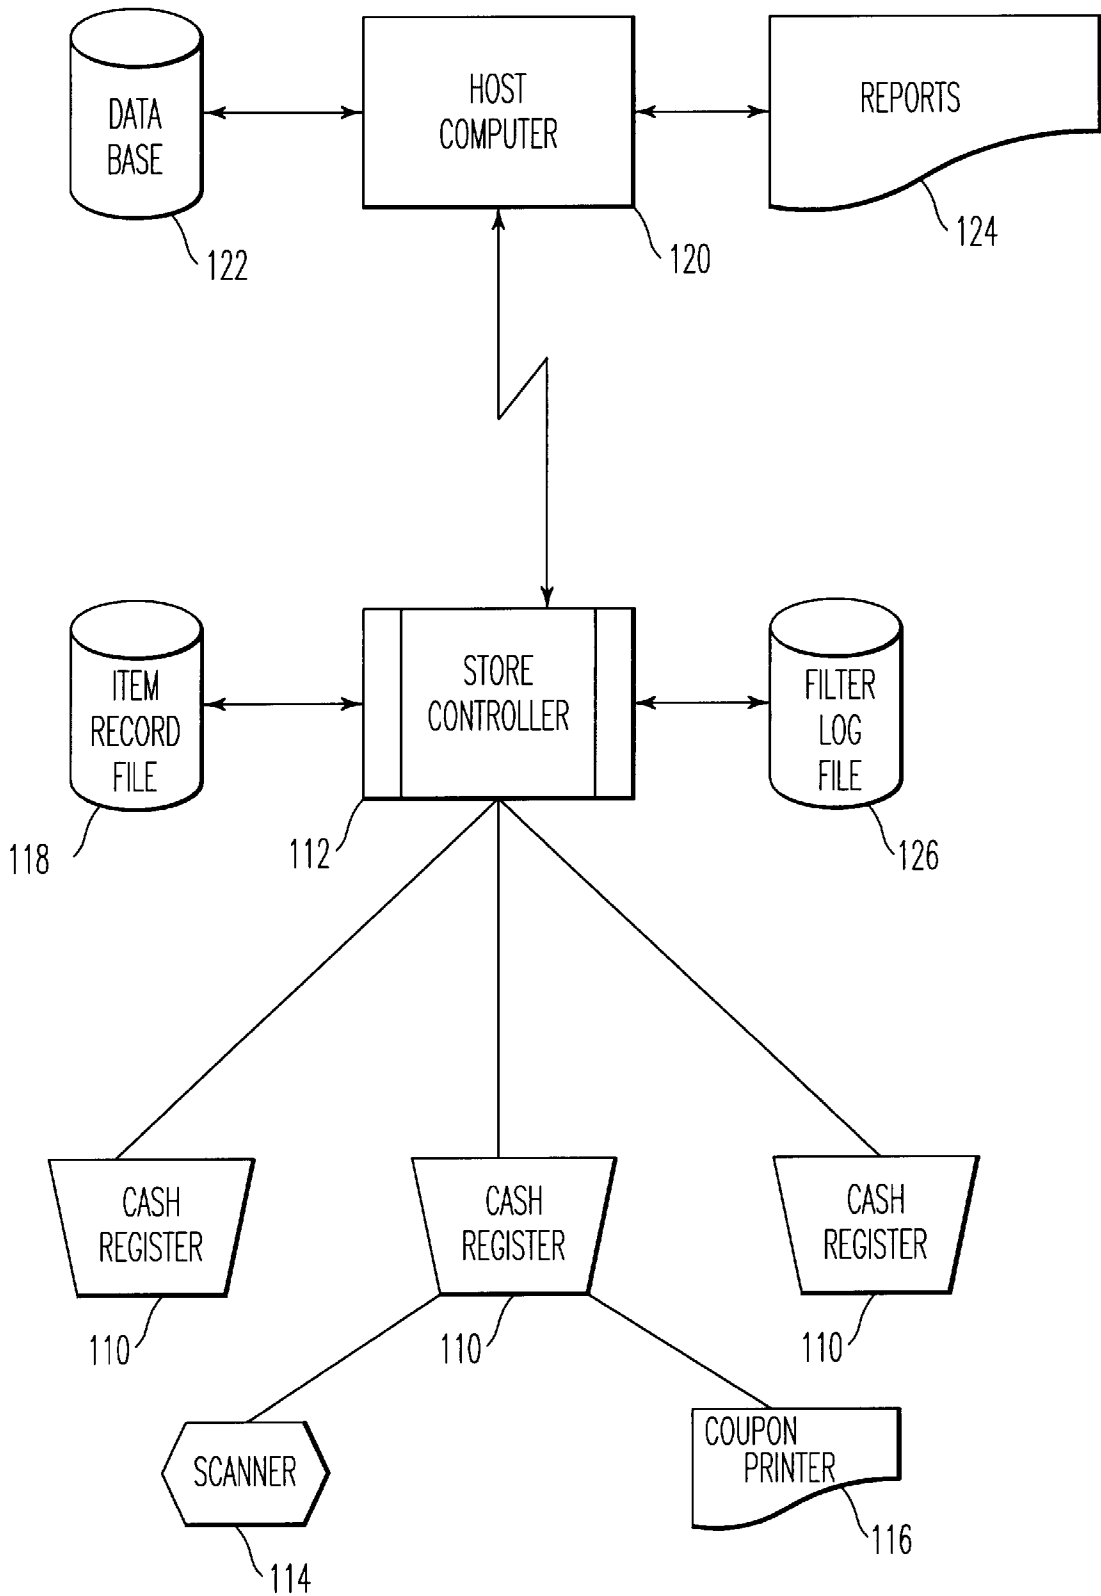 DATA
BASE
HOST
COMPUTER
REPORTS
122
120
124
ITEM
RECORD
FILE
STORE
CONTROLLER
FILTER
LOG
FILE
118
112
126
CASH
REGISTER
CASH
REGISTER
CASH
REGISTER
110
110
110
SCANNER
COUPON
PRINTER
114
116